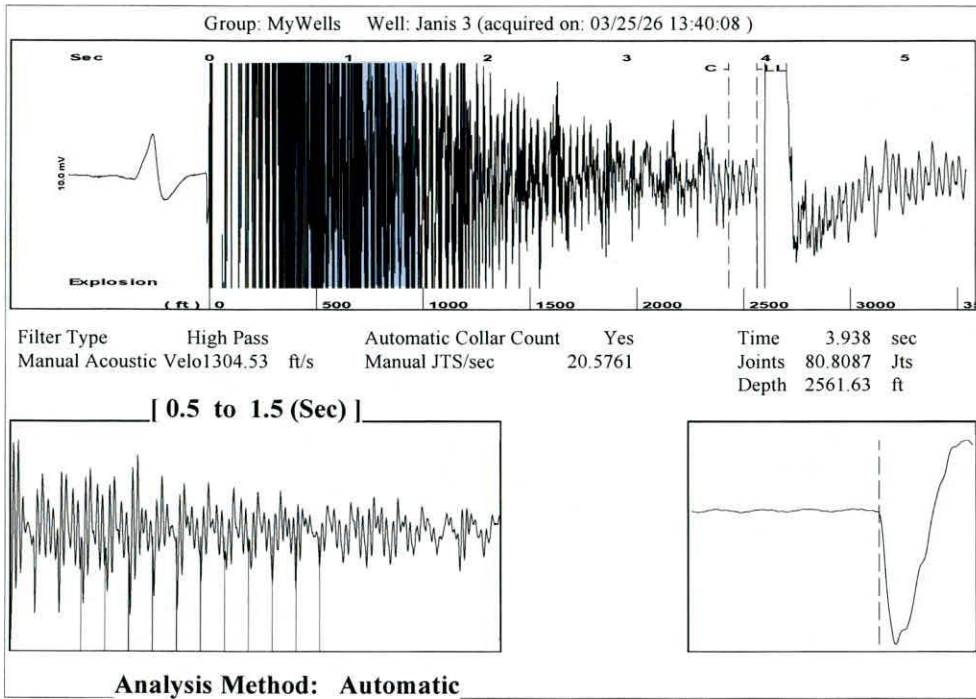 Group: MyWells Well: Janis 3 (acquired on: 03/25/26 13:40:08 )
Sec 0 1 2 3 4 5
C LL
10.0 mV
Explosion
(ft) 0 500 1000 1500 2000 2500 3000 35
Filter Type High Pass Automatic Collar Count Yes Time 3.938 sec
Manual Acoustic Velo1304.53 ft/s Manual JTS/sec 20.5761 Joints 80.8087 Jts
Depth 2561.63 ft
[ 0.5 to 1.5 (Sec) ]
Analysis Method: Automatic